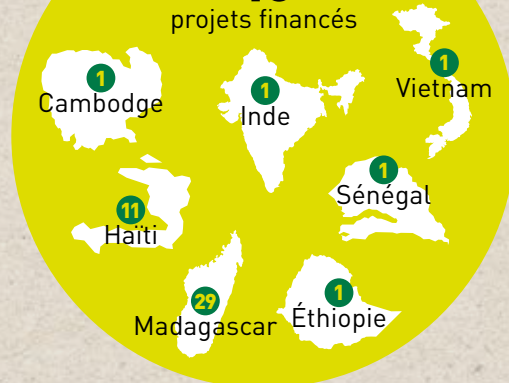 projets financés
1
Cambodge
1
Inde
1
Vietnam
11
Haïti
1
Sénégal
29
Madagascar
1
Éthiopie